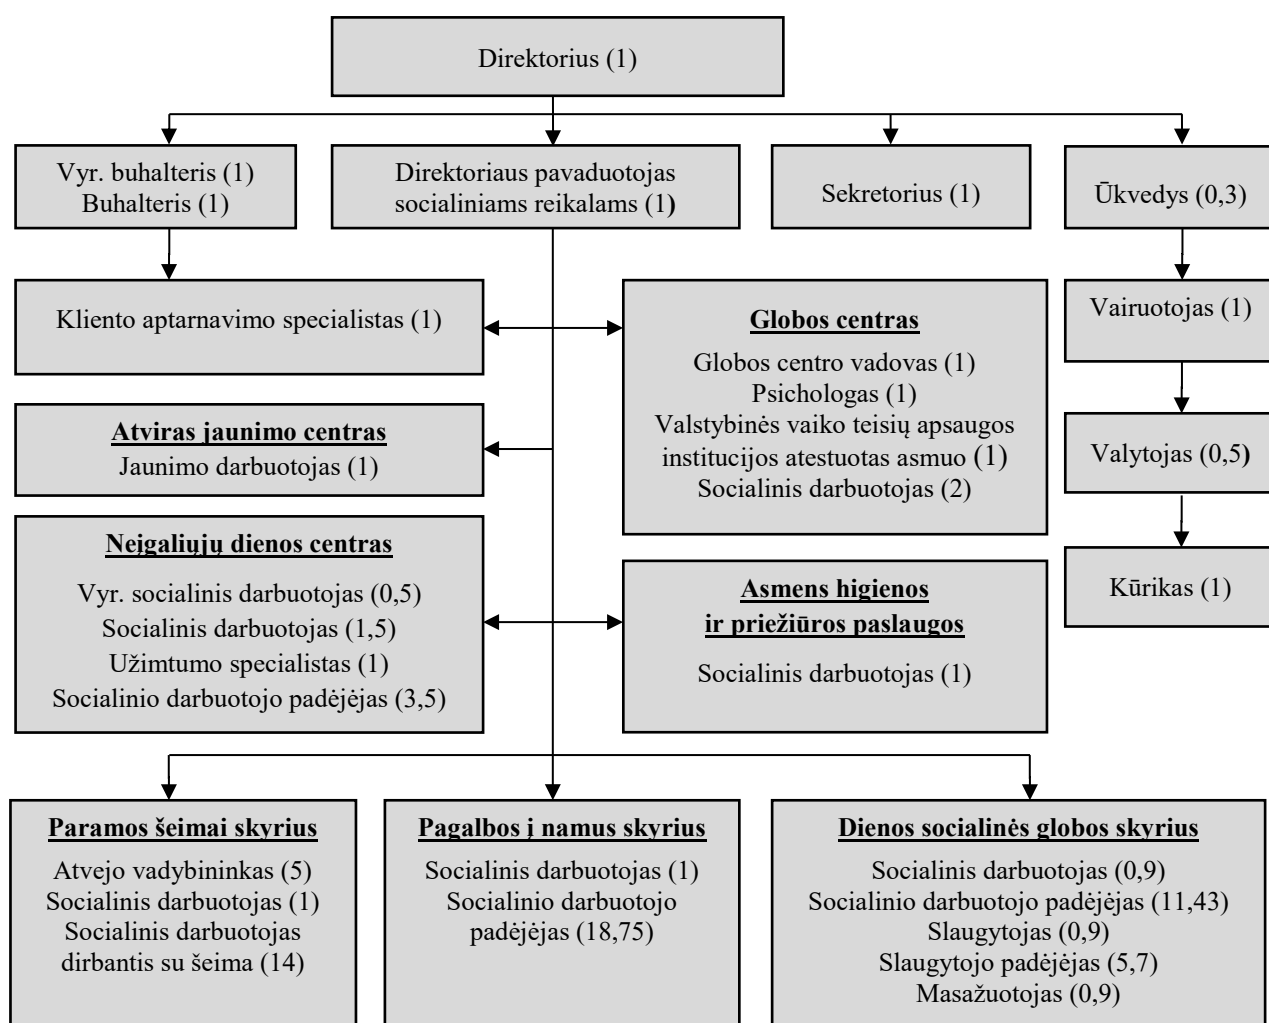 Direktorius (1)
Vyr. buhalteris (1)
Buhalteris (1)
Direktoriaus pavaduotojas
socialiniams reikalams (1)
Sekretorius (1)
Ūkvedys (0,3)
Kliento aptarnavimo specialistas (1)
Globos centras
Globos centro vadovas (1)
Psichologas (1)
Valstybinės vaiko teisių apsaugos
institucijos atestuotas asmuo (1)
Socialinis darbuotojas (2)
Vairuotojas (1)
Atviras jaunimo centras
Jaunimo darbuotojas (1)
Valytojas (0,5)
Neįgaliųjų dienos centras
Vyr. socialinis darbuotojas (0,5)
Socialinis darbuotojas (1,5)
Užimtumo specialistas (1)
Socialinio darbuotojo padėjėjas (3,5)
Asmens higienos
ir priežiūros paslaugos
Socialinis darbuotojas (1)
Kūrikas (1)
Paramos šeimai skyrius
Atvejo vadybininkas (5)
Socialinis darbuotojas (1)
Socialinis darbuotojas
dirbantis su šeima (14)
Pagalbos į namus skyrius
Socialinis darbuotojas (1)
Socialinio darbuotojo
padėjėjas (18,75)
Dienos socialinės globos skyrius
Socialinis darbuotojas (0,9)
Socialinio darbuotojo padėjėjas (11,43)
Slaugytojas (0,9)
Slaugytojo padėjėjas (5,7)
Masažuotojas (0,9)